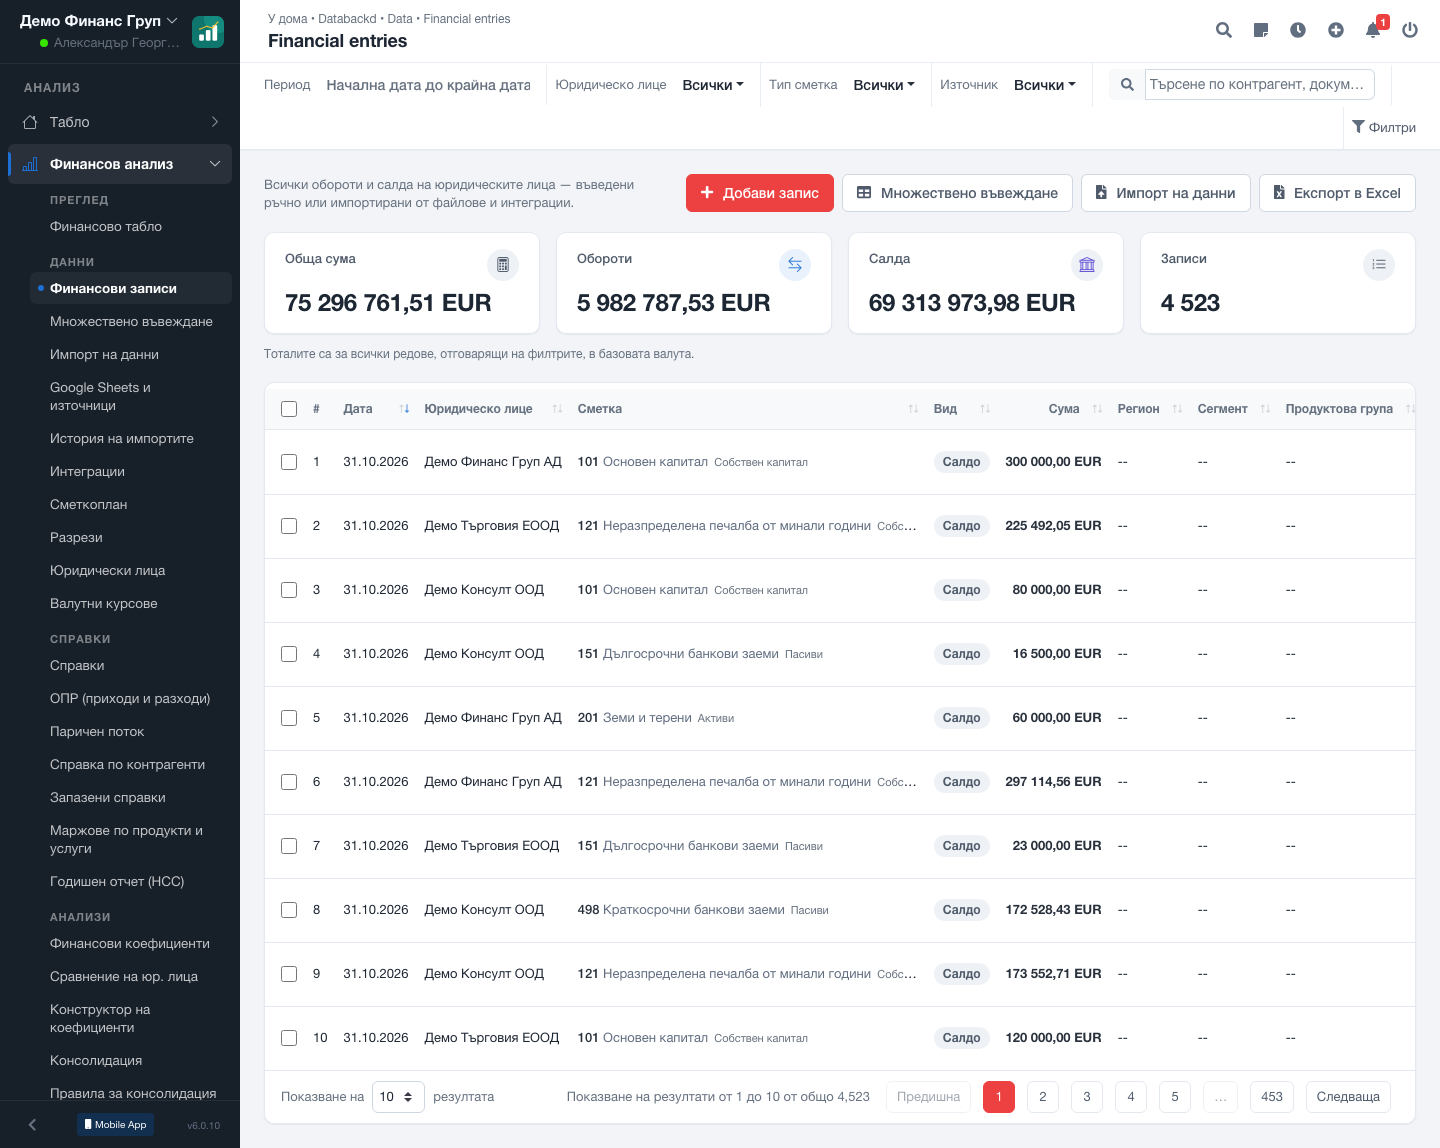 Демо Финанс Груп
Александър Георг...
АНАЛИЗ
Табло
Финансов анализ
ПРЕГЛЕД
Финансово табло
ДАННИ
Финансови записи
Множествено въвеждане
Импорт на данни
Google Sheets и
източници
История на импортите
Интеграции
Сметкоплан
Разрези
Юридически лица
Валутни курсове
СПРАВКИ
Справки
ОПР (приходи и разходи)
Паричен поток
Справка по контрагенти
Запазени справки
Маржове по продукти и
услуги
Годишен отчет (НСС)
АНАЛИЗИ
Финансови коефициенти
Сравнение на юр. лица
Конструктор на
коефициенти
Консолидация
Правила за консолидация
Mobile App
v6.0.10
У дома • Databackd • Data • Financial entries
Financial entries
1
Период Начална дата до крайна дата Юридическо лице Всички Тип сметка Всички Източник Всички Търсене по контрагент, докум...
Филтри
Всички обороти и салда на юридическите лица — въведени
ръчно или импортирани от файлове и интеграции.
Добави запис Множествено въвеждане Импорт на данни Експорт в Excel
Обща сума Обороти Салда Записи
75 296 761,51 EUR 5 982 787,53 EUR 69 313 973,98 EUR 4 523
Тоталите са за всички редове, отговарящи на филтрите, в базовата валута.
# Дата Юридическо лице Сметка Вид Сума Регион Сегмент Продуктова група
1 31.10.2026 Демо Финанс Груп АД 101 Основен капитал Собствен капитал Салдо 300 000,00 EUR -- -- --
2 31.10.2026 Демо Търговия ЕООД 121 Неразпределена печалба от минали години Собс... Салдо 225 492,05 EUR -- -- --
3 31.10.2026 Демо Консулт ООД 101 Основен капитал Собствен капитал Салдо 80 000,00 EUR -- -- --
4 31.10.2026 Демо Консулт ООД 151 Дългосрочни банкови заеми Пасиви Салдо 16 500,00 EUR -- -- --
5 31.10.2026 Демо Финанс Груп АД 201 Земи и терени Активи Салдо 60 000,00 EUR -- -- --
6 31.10.2026 Демо Финанс Груп АД 121 Неразпределена печалба от минали години Собс... Салдо 297 114,56 EUR -- -- --
7 31.10.2026 Демо Търговия ЕООД 151 Дългосрочни банкови заеми Пасиви Салдо 23 000,00 EUR -- -- --
8 31.10.2026 Демо Консулт ООД 498 Краткосрочни банкови заеми Пасиви Салдо 172 528,43 EUR -- -- --
9 31.10.2026 Демо Консулт ООД 121 Неразпределена печалба от минали години Собс... Салдо 173 552,71 EUR -- -- --
10 31.10.2026 Демо Търговия ЕООД 101 Основен капитал Собствен капитал Салдо 120 000,00 EUR -- -- --
Показване на 10 резултата Показване на резултати от 1 до 10 от общо 4,523 Предишна 1 2 3 4 5 ... 453 Следваща